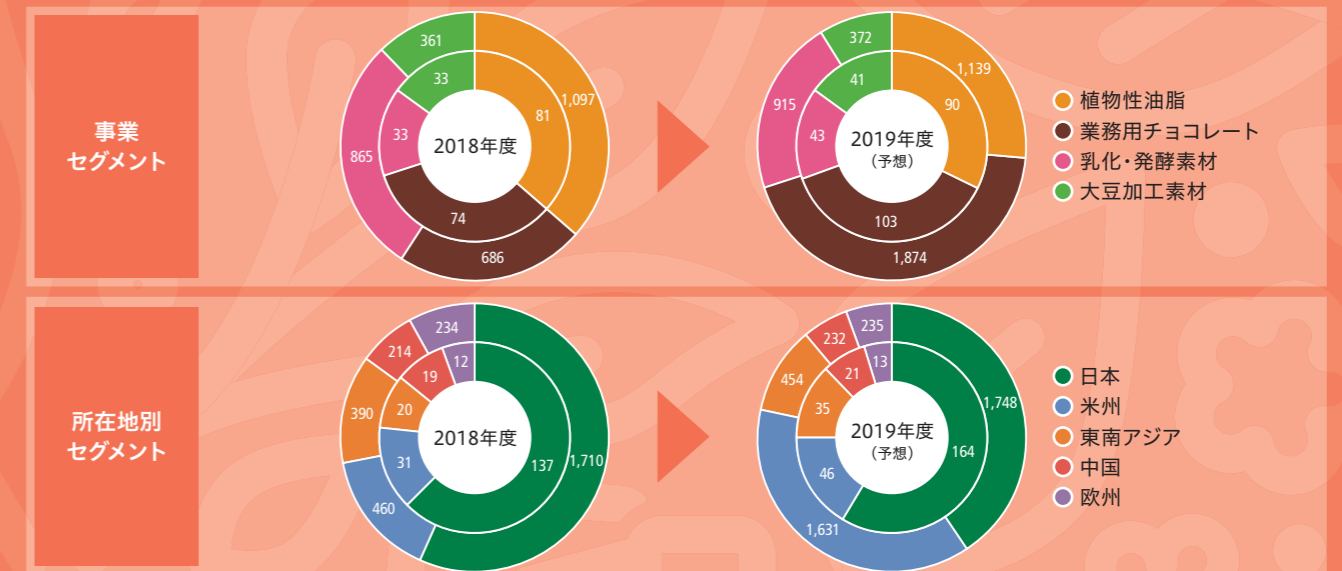 事業
セグメント
361
33
1,097
81
33
865
74
686
2018年度
372
41
1,139
90
915
43
103
1,874
2019年度
(予想)
植物性油脂
業務用チョコレート
乳化・発酵素材
大豆加工素材
所在地別
セグメント
234
214
12
19
390
20
31
460
137
1,710
2018年度
235
232
13
21
454
35
46
1,631
164
1,748
2019年度
(予想)
日本
米州
東南アジア
中国
欧州